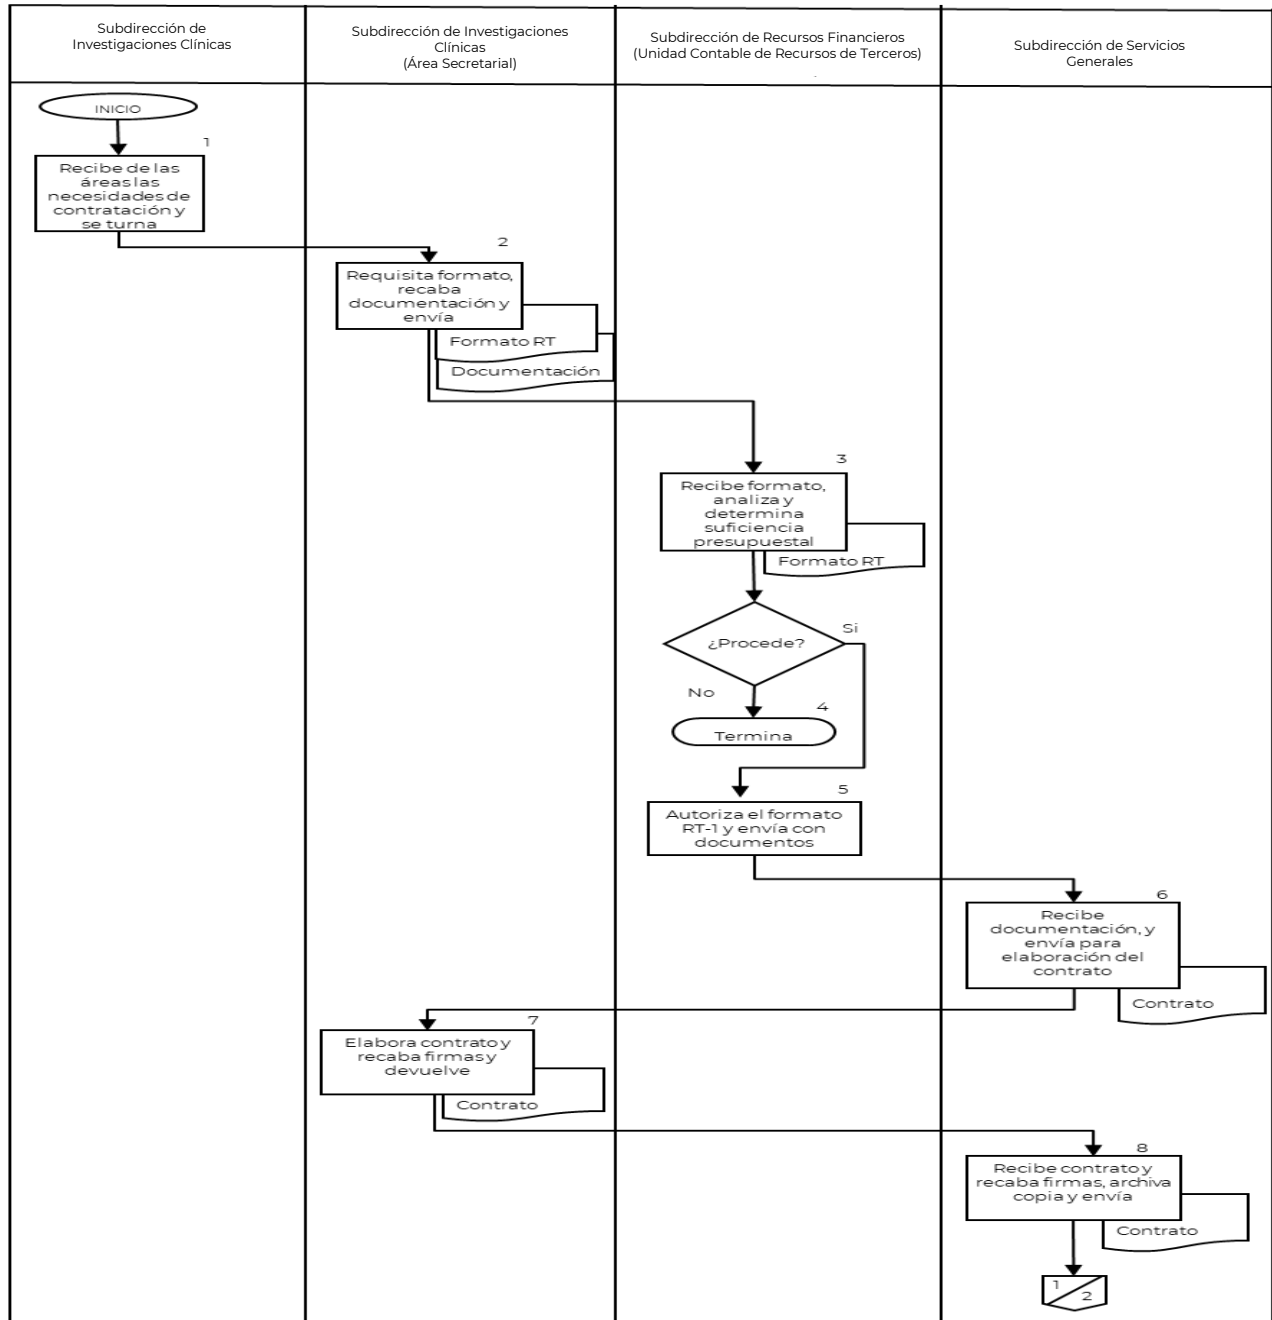 Subdirección de
Investigaciones Clínicas
Subdirección de Investigaciones
Clínicas
(Área Secretarial)
Subdirección de Recursos Financieros
(Unidad Contable de Recursos de Terceros)
Subdirección de Servicios
Generales
INICIO
1
Recibe de las
áreas las
necesidades de
contratación y
se turna
2
Requisita formato,
recaba
documentación y
envía
Formato RT
Documentación
3
Recibe formato,
analiza y
determina
suficiencia
presupuestal
Formato RT
¿Procede?
Si
No
4
Termina
5
Autoriza el formato
RT-1 y envía con
documentos
6
Recibe
documentación, y
envía para
elaboración del
contrato
Contrato
7
Elabora contrato y
recaba firmas y
devuelve
Contrato
8
Recibe contrato y
recaba firmas, archiva
copia y envía
Contrato
1
2